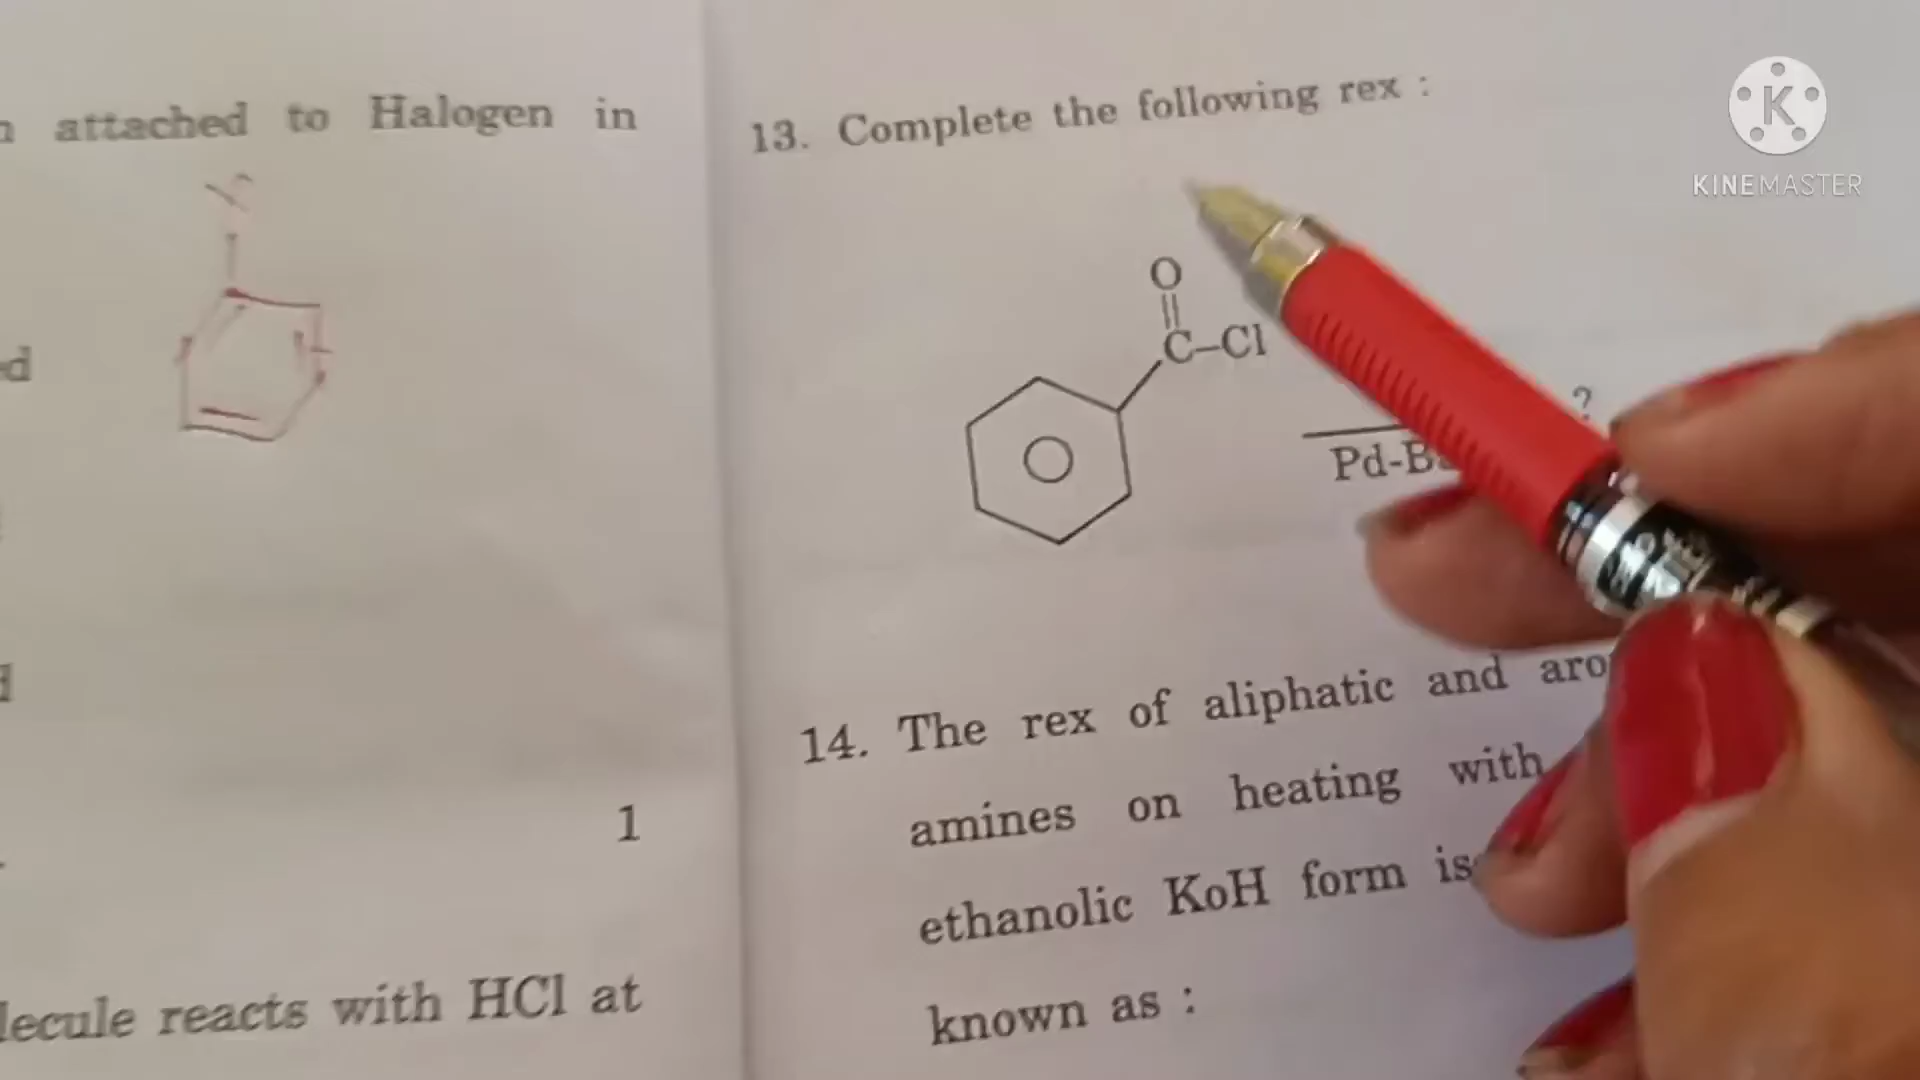 attached to Halogen in
ed
1
lecule reacts with HCl at
13. Complete the following rex :
O
C–Cl
?
Pd-B
14. The rex of aliphatic and aro
amines on heating with
ethanolic KoH form is
known as :
KINEMASTER